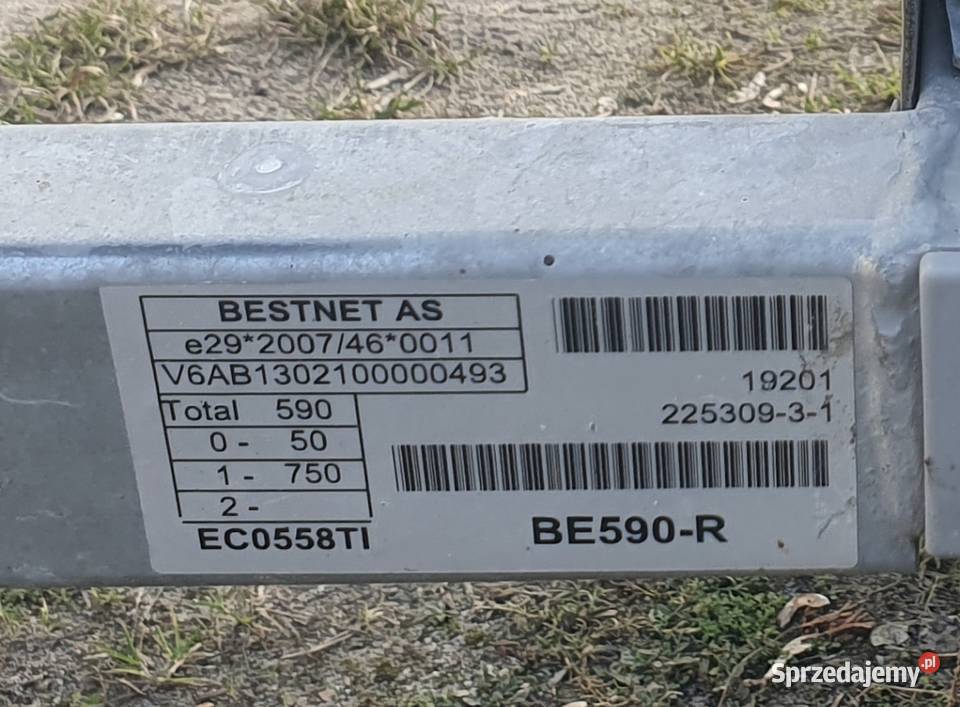 BESTNET AS
e29*2007/46*0011
V6AB1302100000493
Total 590
0 - 50
1 - 750
2 -
EC0558TI
19201
225309-3-1
BE590-R
Sprzedajemy.pl